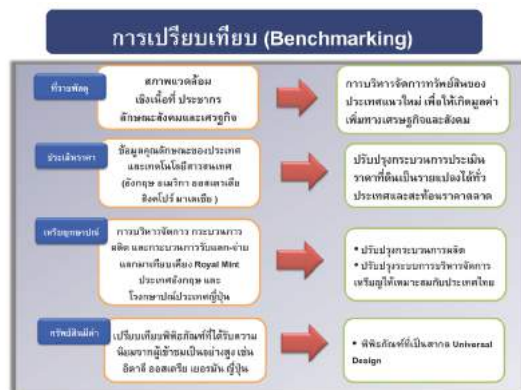 การเปรียบเทียบ (Benchmarking)
ที่ราชพัสดุ
สภาพแวดล้อม
เชิงเนื้อที่ ประชากร
ลักษณะสังคมและเศรษฐกิจ
การบริหารจัดการทรัพย์สินของ
ประเทศแนวใหม่ เพื่อให้เกิดมูลค่า
เพิ่มทางเศรษฐกิจและสังคม
ประเมินราคา
ข้อมูลคุณลักษณะของประเทศ
และเทคโนโลยีสารสนเทศ
(อังกฤษ อเมริกา ออสเตรเลีย
สิงคโปร์ มาเลเซีย )
ปรับปรุงกระบวนการประเมิน
ราคาที่ดินเป็นรายแปลงได้ทั่ว
ประเทศและสะท้อนราคาตลาด
เหรียญกษาปณ์
การบริหารจัดการ กระบวนการ
ผลิต และกระบวนการรับแลก-จ่าย
แลกมาเทียบเคียง Royal Mint
ประเทศอังกฤษ และ
โรงกษาปณ์ประเทศญี่ปุ่น
• ปรับปรุงกระบวนการผลิต
• ปรับปรุงระบบการบริหารจัดการ
เหรียญให้เหมาะสมกับประเทศไทย
ทรัพย์สินมีค่า
เปรียบเทียบพิพิธภัณฑ์ที่ได้รับความ
นิยมจากผู้เข้าชมเป็นอย่างสูง เช่น
อิตาลี ออสเตรีย เยอรมัน ญี่ปุ่น
• พิพิธภัณฑ์ที่เป็นสากล Universal
Design